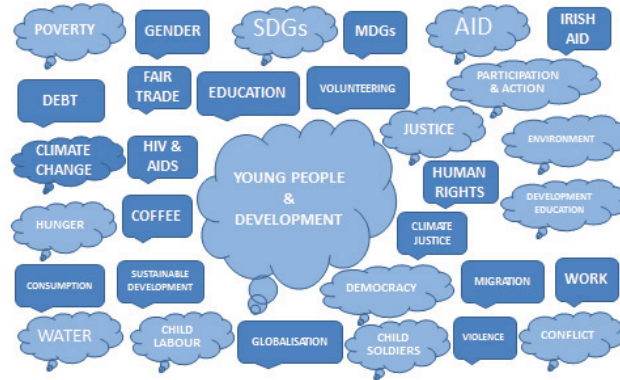 POVERTY
GENDER
SDGs
MDGs
AID
IRISH
AID
DEBT
FAIR
TRADE
EDUCATION
VOLUNTEERING
PARTICIPATION
& ACTION
JUSTICE
ENVIRONMENT
CLIMATE
CHANGE
HIV &
AIDS
YOUNG PEOPLE
&
DEVELOPMENT
HUMAN
RIGHTS
DEVELOPMENT
EDUCATION
HUNGER
COFFEE
CLIMATE
JUSTICE
CONSUMPTION
SUSTAINABLE
DEVELOPMENT
DEMOCRACY
MIGRATION
WORK
WATER
CHILD
LABOUR
GLOBALISATION
CHILD
SOLDIERS
VIOLENCE
CONFLICT